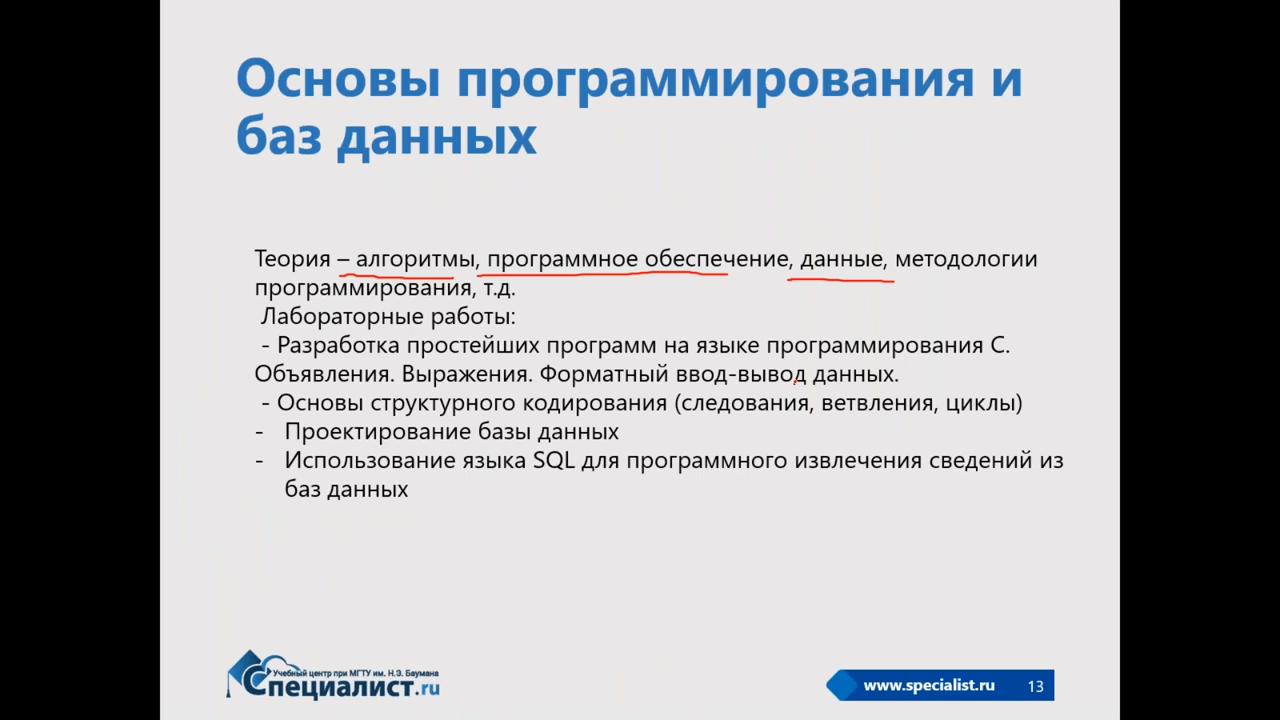 Основы программирования и
баз данных
Теория – алгоритмы, программное обеспечение, данные, методологии
программирования, т.д.
Лабораторные работы:
- Разработка простейших программ на языке программирования С.
Объявления. Выражения. Форматный ввод-вывод данных.
- Основы структурного кодирования (следования, ветвления, циклы)
- Проектирование базы данных
- Использование языка SQL для программного извлечения сведений из
баз данных
Учебный центр при МГТУ им. Н.Э. Баумана
Специалист.ru
www.specialist.ru 13